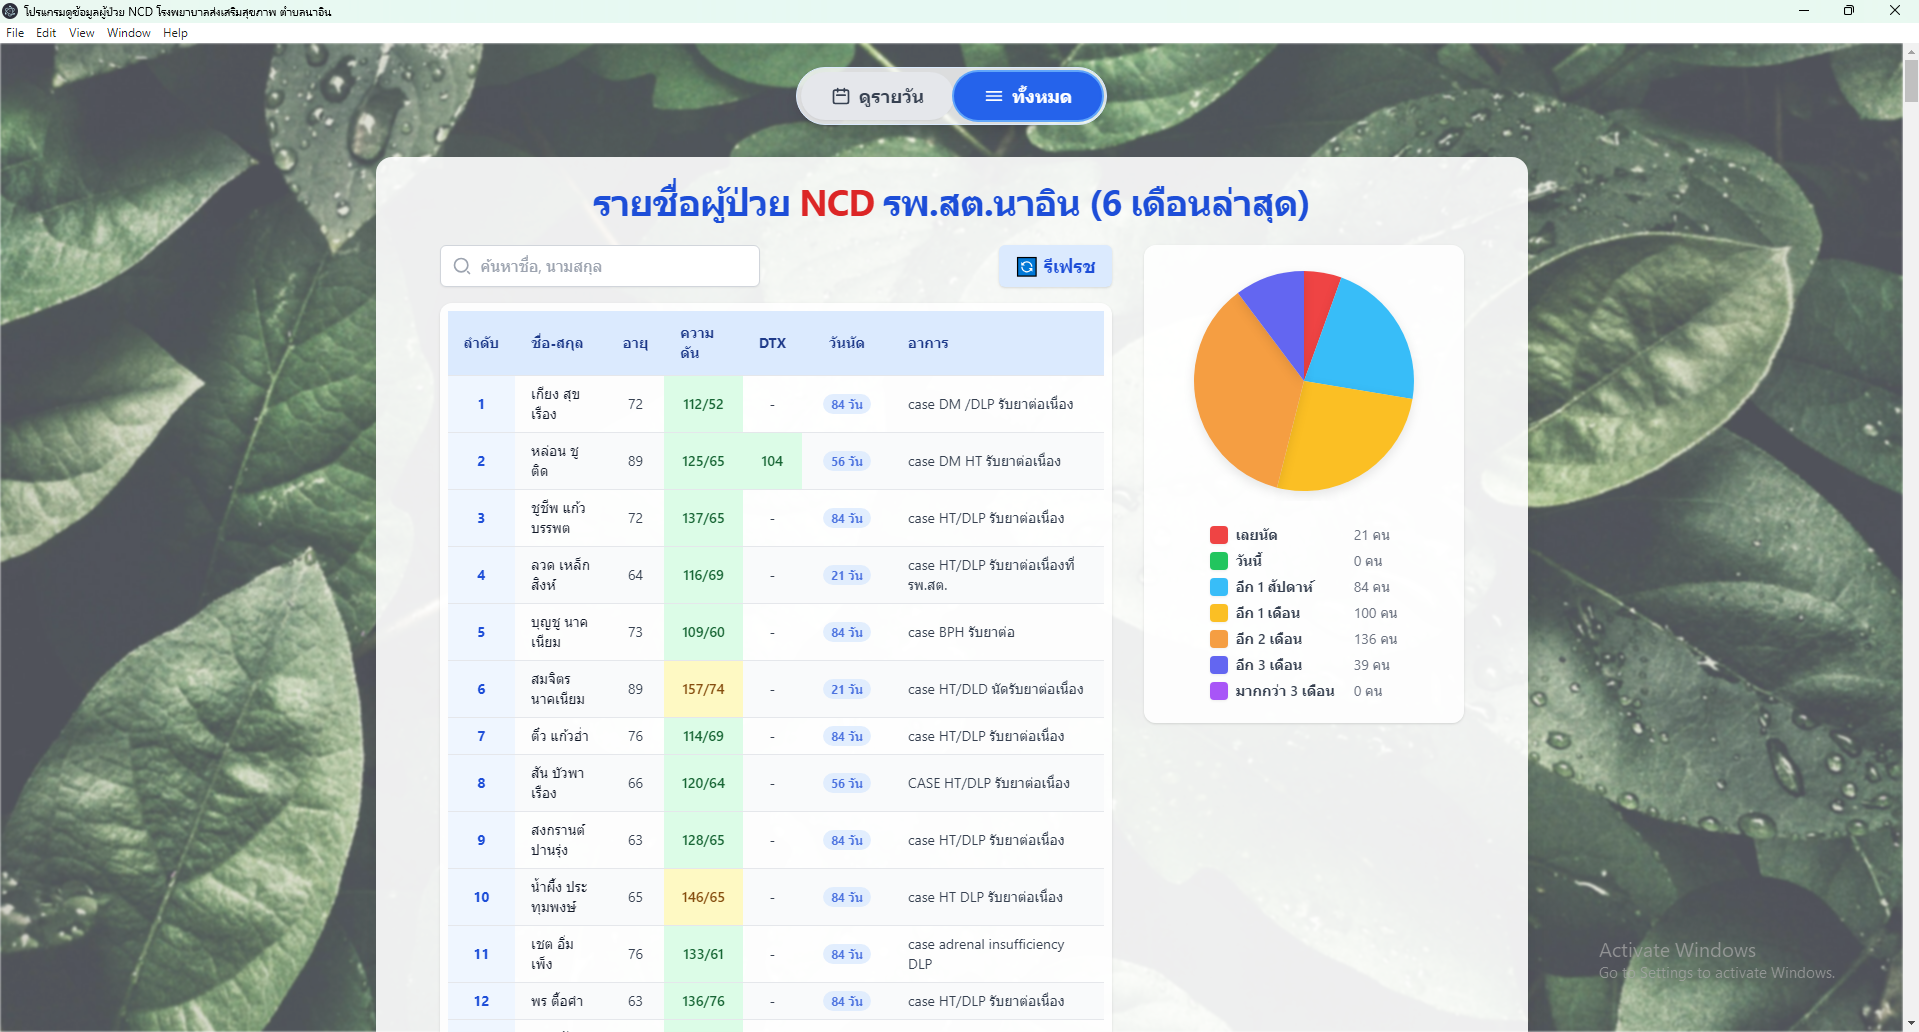 โปรแกรมดูข้อมูลผู้ป่วย NCD โรงพยาบาลส่งเสริมสุขภาพ ตำบลนาอิน
File Edit View Window Help
ดูรายวัน ทั้งหมด
รายชื่อผู้ป่วย NCD รพ.สต.นาอิน (6 เดือนล่าสุด)
ค้นหาชื่อ, นามสกุล
รีเฟรช
ลำดับ ชื่อ-สกุล อายุ ความ
ดัน DTX วันนัด อาการ
1 เกียง สุข
เรือง 72 112/52 - 84 วัน case DM /DLP รับยาต่อเนื่อง
2 หล่อน ชู
ติด 89 125/65 104 56 วัน case DM HT รับยาต่อเนื่อง
3 ชูชีพ แก้ว
บรรพต 72 137/65 - 84 วัน case HT/DLP รับยาต่อเนื่อง
4 ลวด เหล็ก
สิงห์ 64 116/69 - 21 วัน case HT/DLP รับยาต่อเนื่องที่
รพ.สต.
5 บุญชู นาค
เนียม 73 109/60 - 84 วัน case BPH รับยาต่อ
6 สมจิตร
นาคเนียม 89 157/74 - 21 วัน case HT/DLD นัดรับยาต่อเนื่อง
7 ติ๋ว แก้วฮ่า 76 114/69 - 84 วัน case HT/DLP รับยาต่อเนื่อง
8 สัน บัวพา
เรือง 66 120/64 - 56 วัน CASE HT/DLP รับยาต่อเนื่อง
9 สงกรานต์
ปานรุ่ง 63 128/65 - 84 วัน case HT/DLP รับยาต่อเนื่อง
10 น้ำผึ้ง ประ
ทุมพงษ์ 65 146/65 - 84 วัน case HT DLP รับยาต่อเนื่อง
11 เชต อิ่ม
เพ็ง 76 133/61 - 84 วัน case adrenal insufficiency
DLP
12 พร ตื้อคำ 63 136/76 - 84 วัน case HT/DLP รับยาต่อเนื่อง
เลยนัด 21 คน
วันนี้ 0 คน
อีก 1 สัปดาห์ 84 คน
อีก 1 เดือน 100 คน
อีก 2 เดือน 136 คน
อีก 3 เดือน 39 คน
มากกว่า 3 เดือน 0 คน
Activate Windows
Go to Settings to activate Windows.